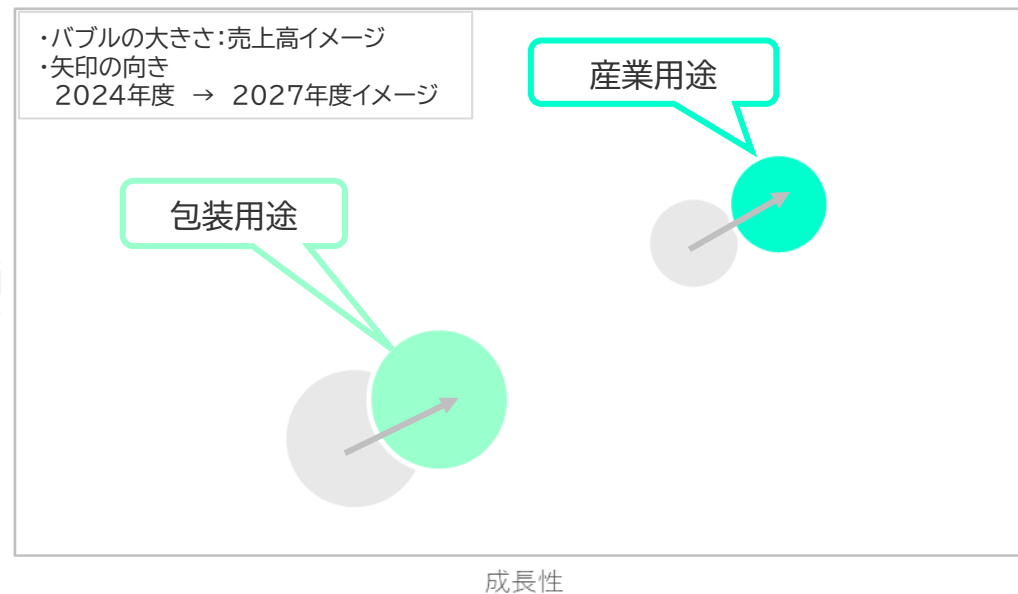 ・バブルの大きさ：売上高イメージ
・矢印の向き
2024年度 → 2027年度イメージ
産業用途
包装用途
成長性